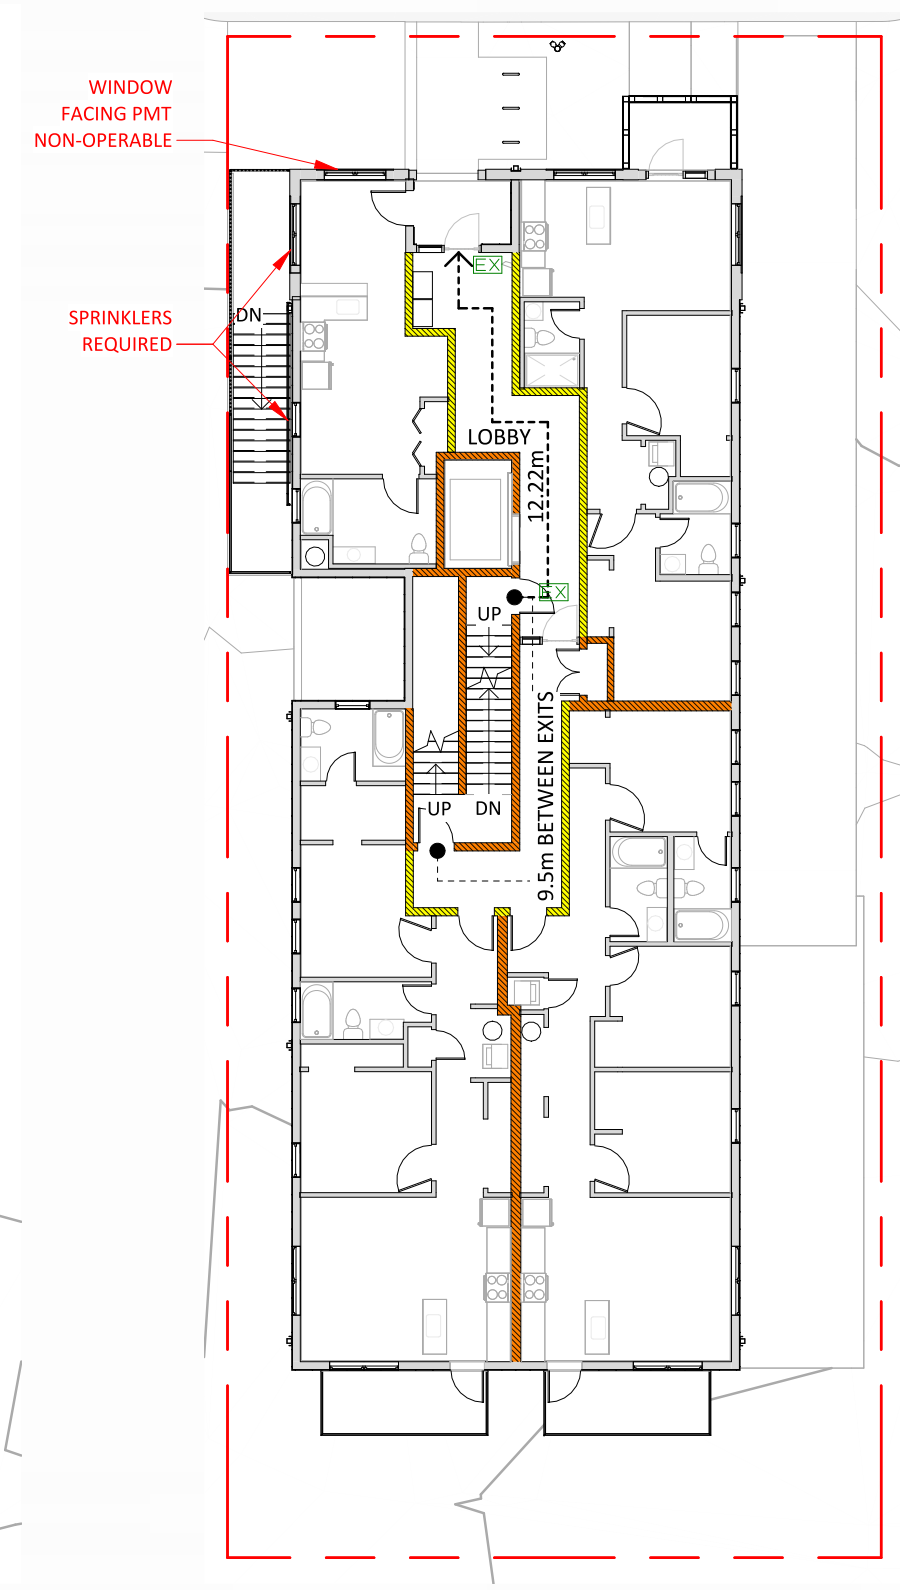 WINDOW
FACING PMT
NON-OPERABLE
EX
SPRINKLERS
REQUIRED
DN
LOBBY
12.22m
EX
UP
9.5m BETWEEN EXITS
UP
DN